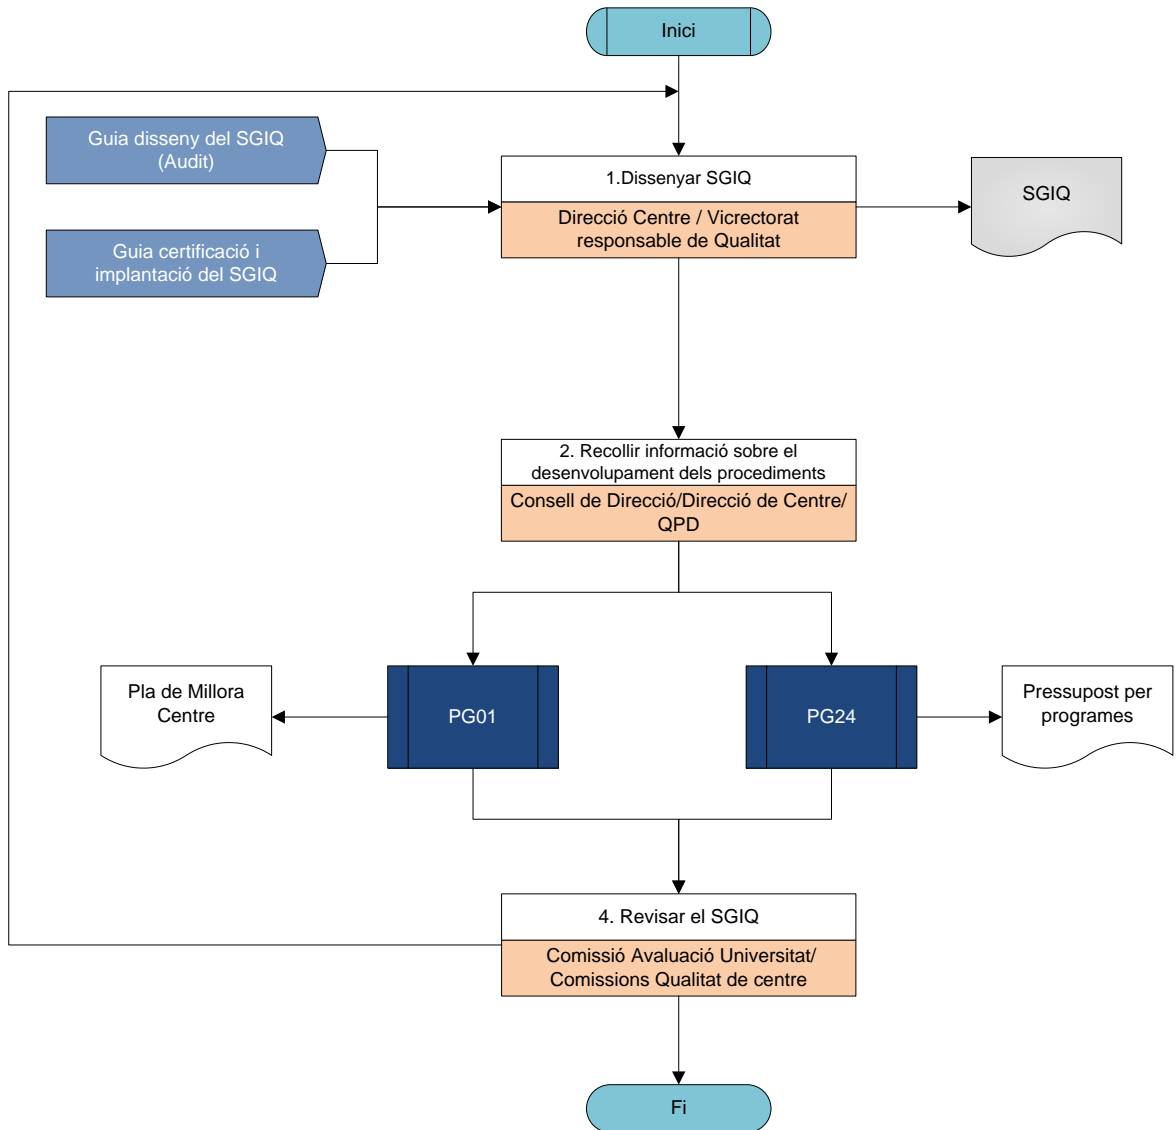 Inici
Guia disseny del SGIQ
(Audit)
Guia certificació i
implantació del SGIQ
1.Dissenyar SGIQ
Direcció Centre / Vicrectorat
responsable de Qualitat
SGIQ
2. Recollir informació sobre el
desenvolupament dels procediments
Consell de Direcció/Direcció de Centre/
QPD
Pla de Millora
Centre
PG01
PG24
Pressupost per
programes
4. Revisar el SGIQ
Comissió Avaluació Universitat/
Comissions Qualitat de centre
Fi